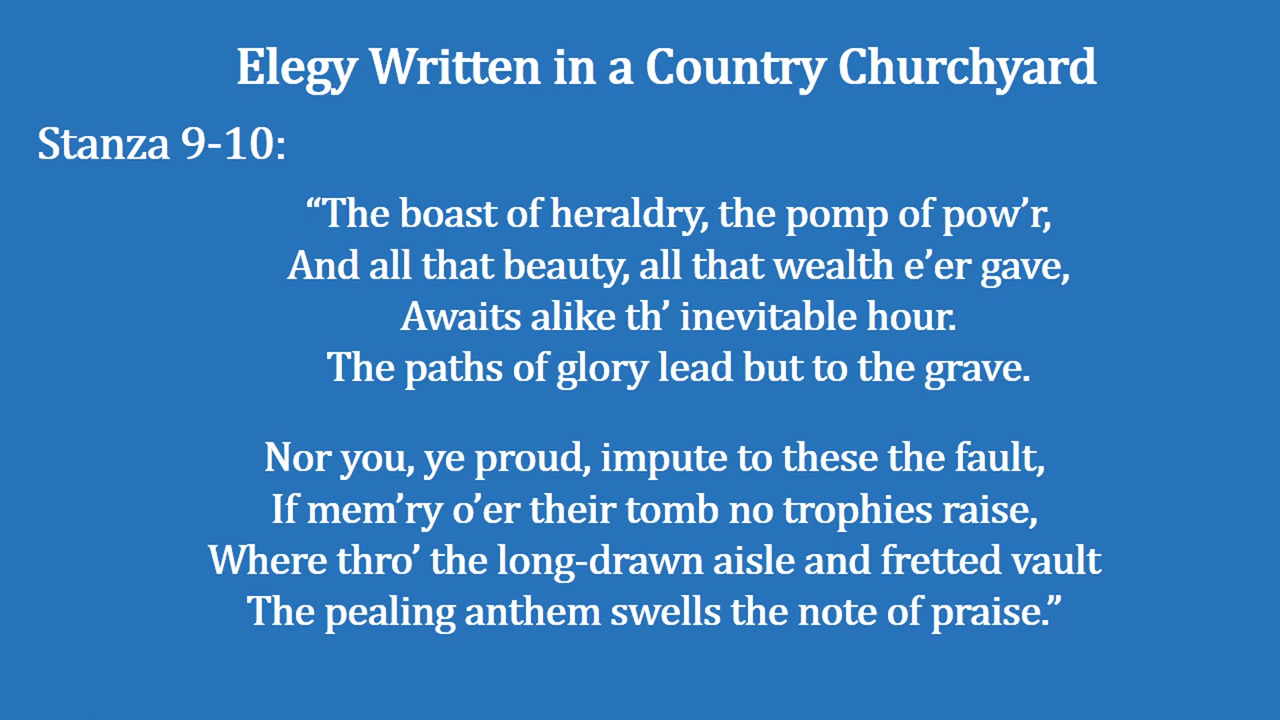 Elegy Written in a Country Churchyard
Stanza 9-10:
“The boast of heraldry, the pomp of pow’r,
And all that beauty, all that wealth e’er gave,
Awaits alike th’ inevitable hour.
The paths of glory lead but to the grave.
Nor you, ye proud, impute to these the fault,
If mem’ry o’er their tomb no trophies raise,
Where thro’ the long-drawn aisle and fretted vault
The pealing anthem swells the note of praise.”